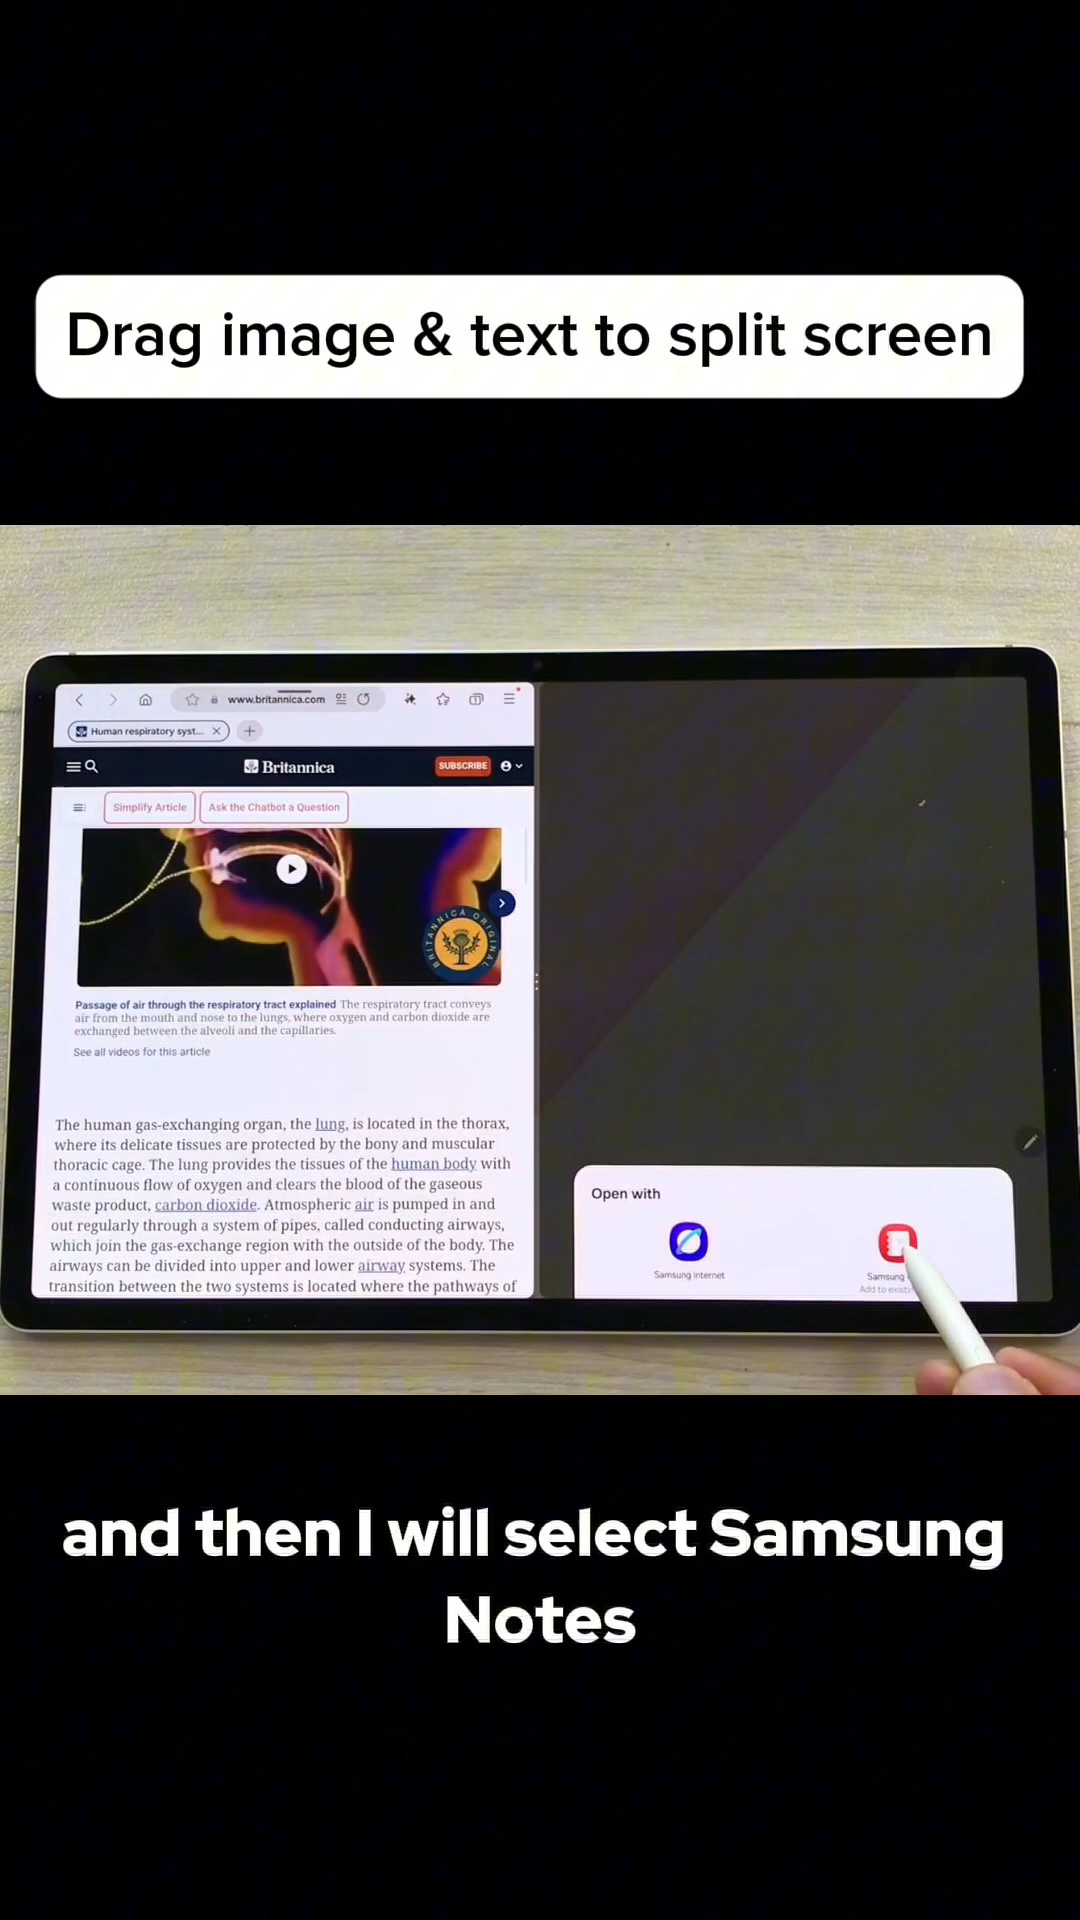 Drag image & text to split screen
www.britannica.com
Human respiratory syst...
Britannica
SUBSCRIBE
Simplify Article
Ask the Chatbot a Question
BRITANNICA ORIGINAL
Passage of air through the respiratory tract explained The respiratory tract conveys
air from the mouth and nose to the lungs, where oxygen and carbon dioxide are
exchanged between the alveoli and the capillaries.
See all videos for this article
The human gas-exchanging organ, the lung, is located in the thorax,
where its delicate tissues are protected by the bony and muscular
thoracic cage. The lung provides the tissues of the human body with
a continuous flow of oxygen and clears the blood of the gaseous
waste product, carbon dioxide. Atmospheric air is pumped in and
out regularly through a system of pipes, called conducting airways,
which join the gas-exchange region with the outside of the body. The
airways can be divided into upper and lower airway systems. The
transition between the two systems is located where the pathways of
Open with
Samsung Internet
Samsung
Add to
and then I will select Samsung
Notes